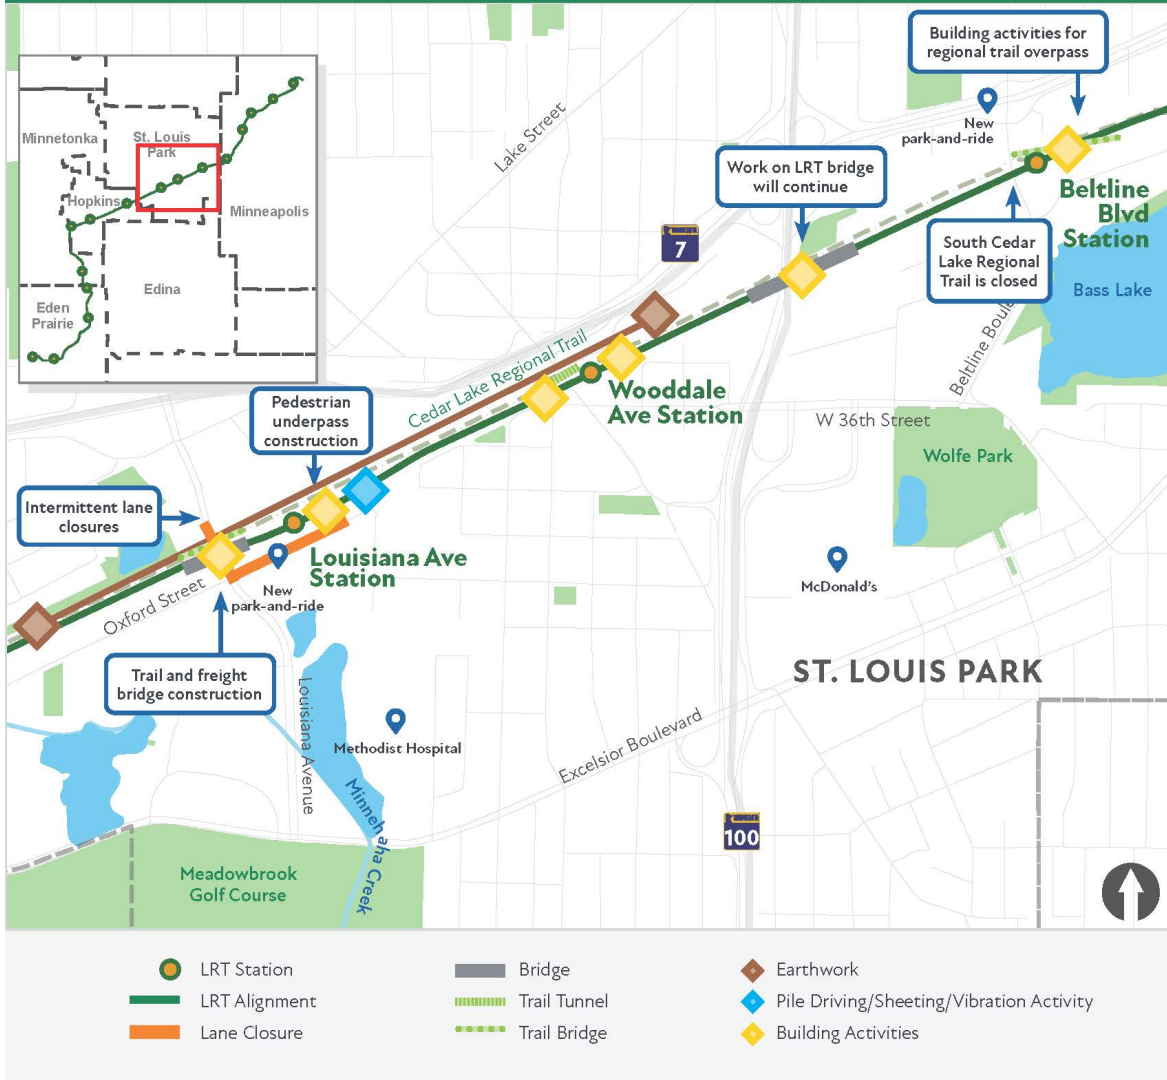 Building activities for
regional trail overpass
Minnetonka
St. Louis
Park
Hopkins
Minneapolis
Edina
Eden
Prairie
Lake Street
New
park-and-ride
Work on LRT bridge
will continue
Beltline
Blvd
Station
7
South Cedar
Lake Regional
Trail is closed
Bass Lake
Beltline Boule
Cedar Lake Regional Trail
Wooddale
Ave Station
W 36th Street
Pedestrian
underpass
construction
Wolfe Park
Intermittent lane
closures
Louisiana Ave
Station
New
park-and-ride
McDonald's
Oxford Street
Trail and freight
bridge construction
ST. LOUIS PARK
Louisiana Avenue
Methodist Hospital
Excelsior Boulevard
Minnehaha Creek
100
Meadowbrook
Golf Course
LRT Station
LRT Alignment
Lane Closure
Bridge
Trail Tunnel
Trail Bridge
Earthwork
Pile Driving/Sheeting/Vibration Activity
Building Activities